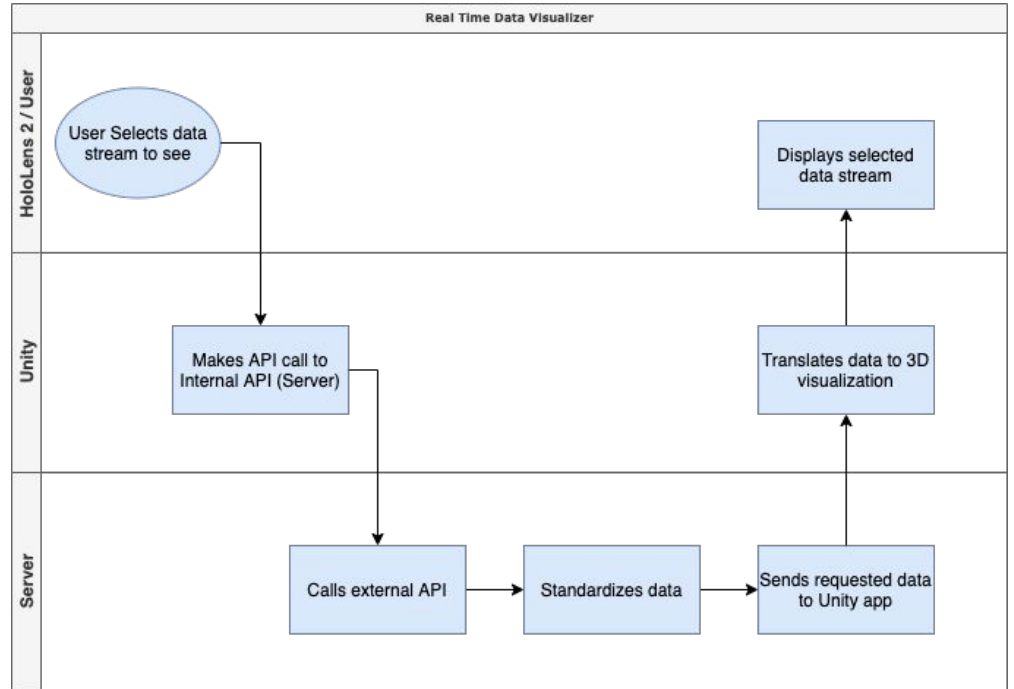 Real Time Data Visualizer
HoloLens 2 / User
User Selects data
stream to see
Displays selected
data stream
Unity
Makes API call to
Internal API (Server)
Translates data to 3D
visualization
Server
Calls external API
Standardizes data
Sends requested data
to Unity app